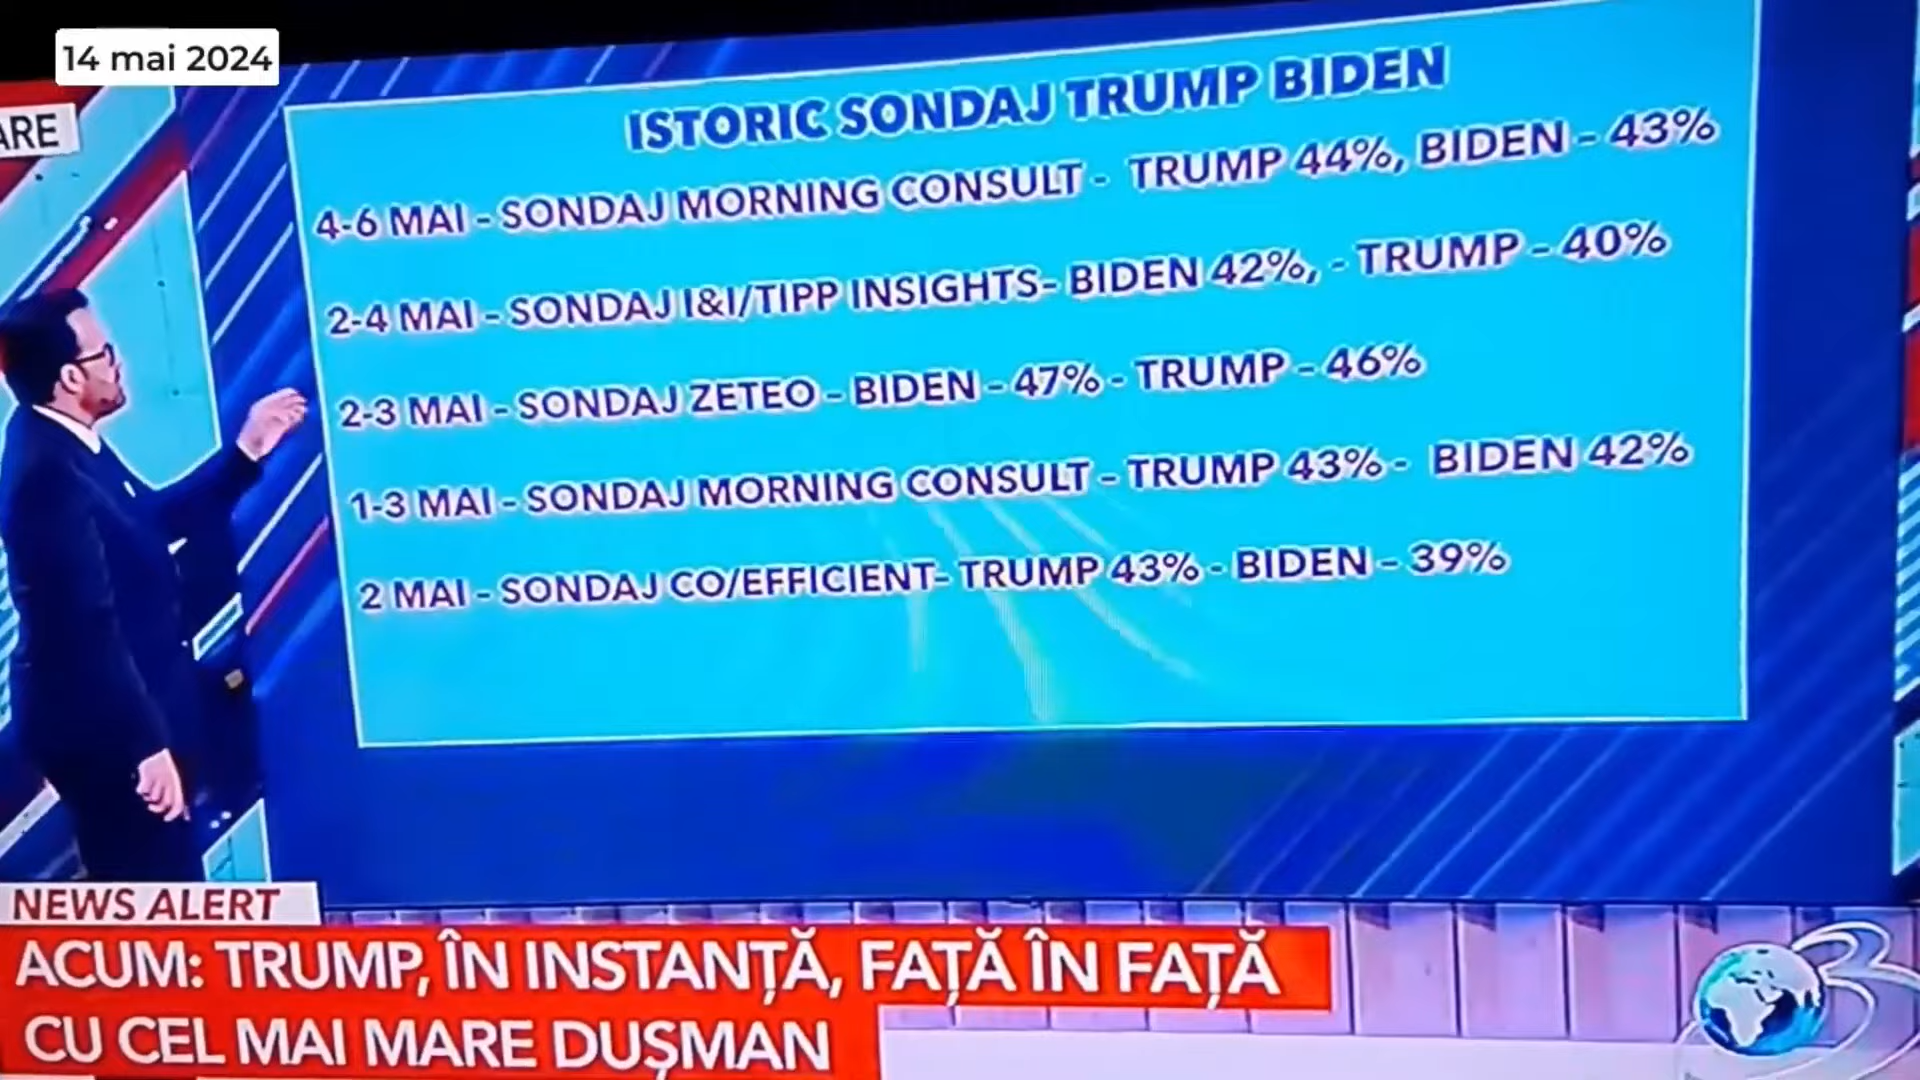 14 mai 2024
ARE
ISTORIC SONDAJ TRUMP BIDEN
4-6 MAI - SONDAJ MORNING CONSULT - TRUMP 44%, BIDEN - 43%
2-4 MAI - SONDAJ I&I/TIPP INSIGHTS- BIDEN 42%, - TRUMP - 40%
2-3 MAI - SONDAJ ZETEO - BIDEN - 47% - TRUMP - 46%
1-3 MAI - SONDAJ MORNING CONSULT - TRUMP 43% - BIDEN 42%
2 MAI - SONDAJ CO/EFFICIENT- TRUMP 43% - BIDEN - 39%
NEWS ALERT
ACUM: TRUMP, ÎN INSTANȚĂ, FAȚĂ ÎN FAȚĂ
CU CEL MAI MARE DUȘMAN
3